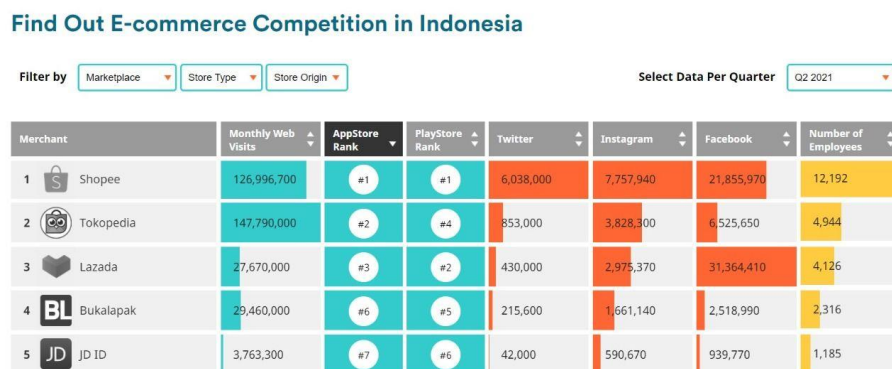 Find Out E-commerce Competition in Indonesia
Filter by Marketplace Store Type Store Origin Select Data Per Quarter Q2 2021
Merchant Monthly Web Visits AppStore Rank PlayStore Rank Twitter Instagram Facebook Number of Employees
1 Shopee 126,996,700 #1 #1 6,038,000 7,757,940 21,855,970 12,192
2 Tokopedia 147,790,000 #2 #4 853,000 3,828,300 6,525,650 4,944
3 Lazada 27,670,000 #3 #2 430,000 2,975,370 31,364,410 4,126
4 BL Bukalapak 29,460,000 #6 #5 215,600 1,661,140 2,518,990 2,316
5 JD JD ID 3,763,300 #7 #6 42,000 590,670 939,770 1,185